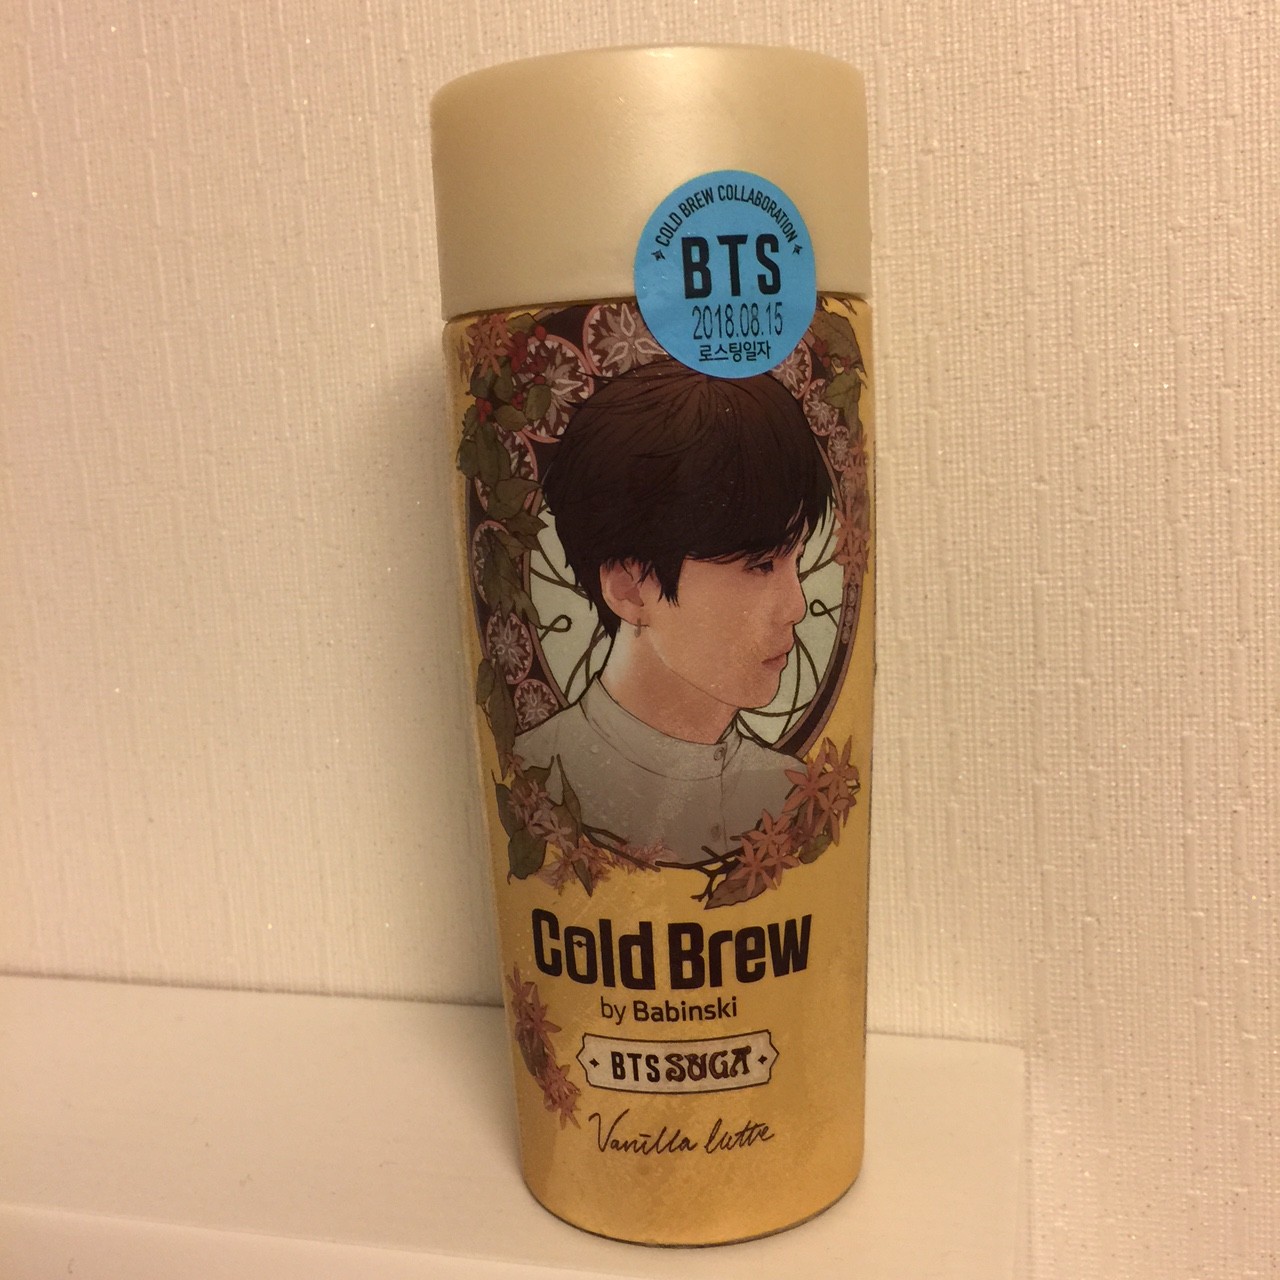 COLD BREW COLLABORATION
BTS
2018.08.15
로스팅일자
Cold Brew
by Babinski
BTS SUGA
Vanilla latte